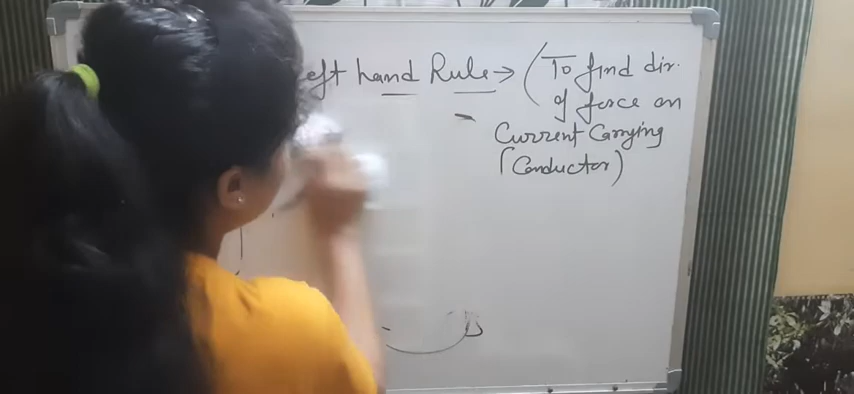 eft hand Rule → (To find dir.
of force on
Current Carrying
(Conductor)